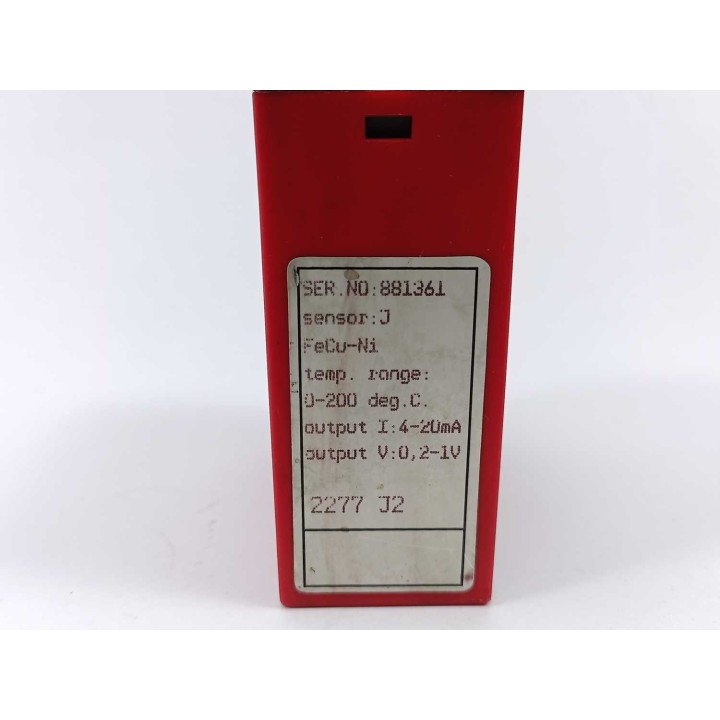 SER.NO:881361
sensor:J
FeCu-Ni
temp. range:
0-200 deg.C.
output I:4-20mA
output V:0,2-1V
2277 J2